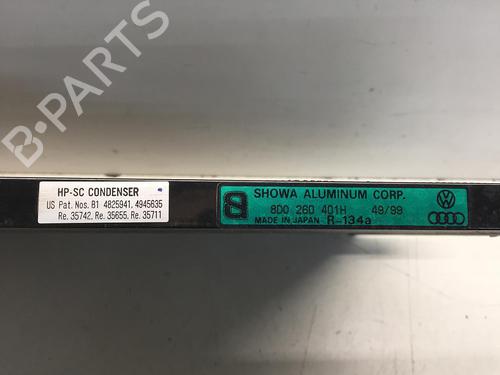 HP-SC CONDENSER
US Pat. Nos. B1 4825941, 4945635
Re. 35742, Re. 35655, Re. 35711
SHOWA ALUMINUM CORP.
8D0 260 401H 49/99
MADE IN JAPAN R-134a
B-PARTS